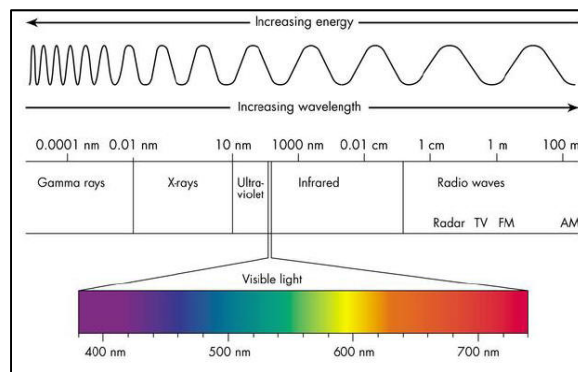 Increasing energy
Increasing wavelength
0.0001 nm 0.01 nm 10 nm 1000 nm 0.01 cm 1 cm 1 m 100 m
Gamma rays X-rays Ultra-
violet Infrared Radio waves
Radar TV FM AM
Visible light
400 nm 500 nm 600 nm 700 nm